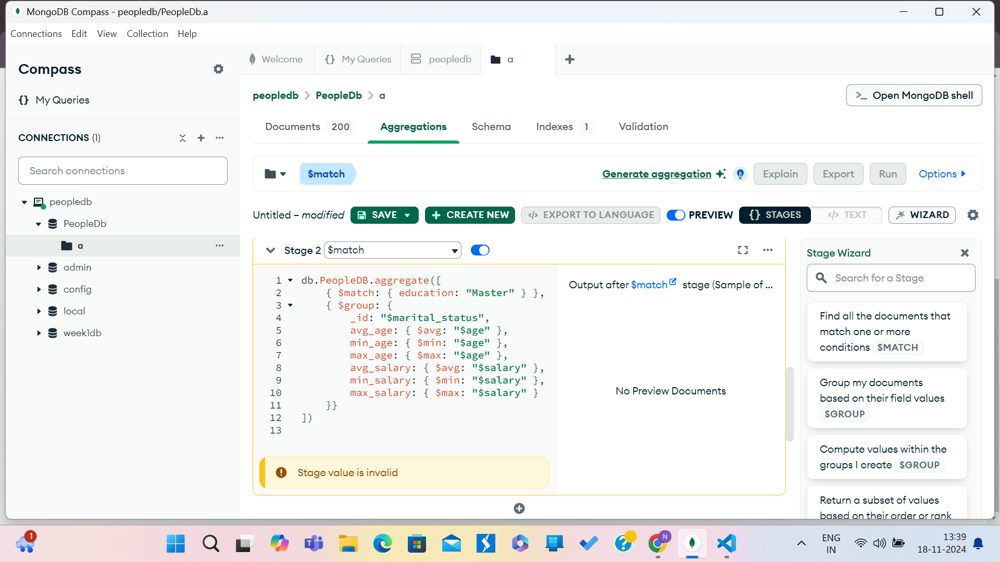 MongoDB Compass - peopledb/PeopleDb.a
Connections Edit View Collection Help
Compass
My Queries
CONNECTIONS (1)
Search connections
peopledb
PeopleDb
a
admin
config
local
week1db
Welcome
My Queries
peopledb
a
peopledb > PeopleDb > a
Open MongoDB shell
Documents 200 Aggregations Schema Indexes 1 Validation
$match
Generate aggregation
Explain
Export
Run
Options
Untitled – modified
SAVE
CREATE NEW
EXPORT TO LANGUAGE
PREVIEW
STAGES
TEXT
WIZARD
Stage 2 $match
1 db.PeopleDB.aggregate([
2 { $match: { education: "Master" } },
3 { $group: {
4 _id: "$marital_status",
5 avg_age: { $avg: "$age" },
6 min_age: { $min: "$age" },
7 max_age: { $max: "$age" },
8 avg_salary: { $avg: "$salary" },
9 min_salary: { $min: "$salary" },
10 max_salary: { $max: "$salary" }
11 }}
12 ])
13
Stage value is invalid
Output after $match stage (Sample of ...
No Preview Documents
Stage Wizard
Search for a Stage
Find all the documents that
match one or more
conditions $MATCH
Group my documents
based on their field values
$GROUP
Compute values within the
groups I create $GROUP
Return a subset of values
based on their order or rank
1
N
ENG
IN
13:39
18-11-2024